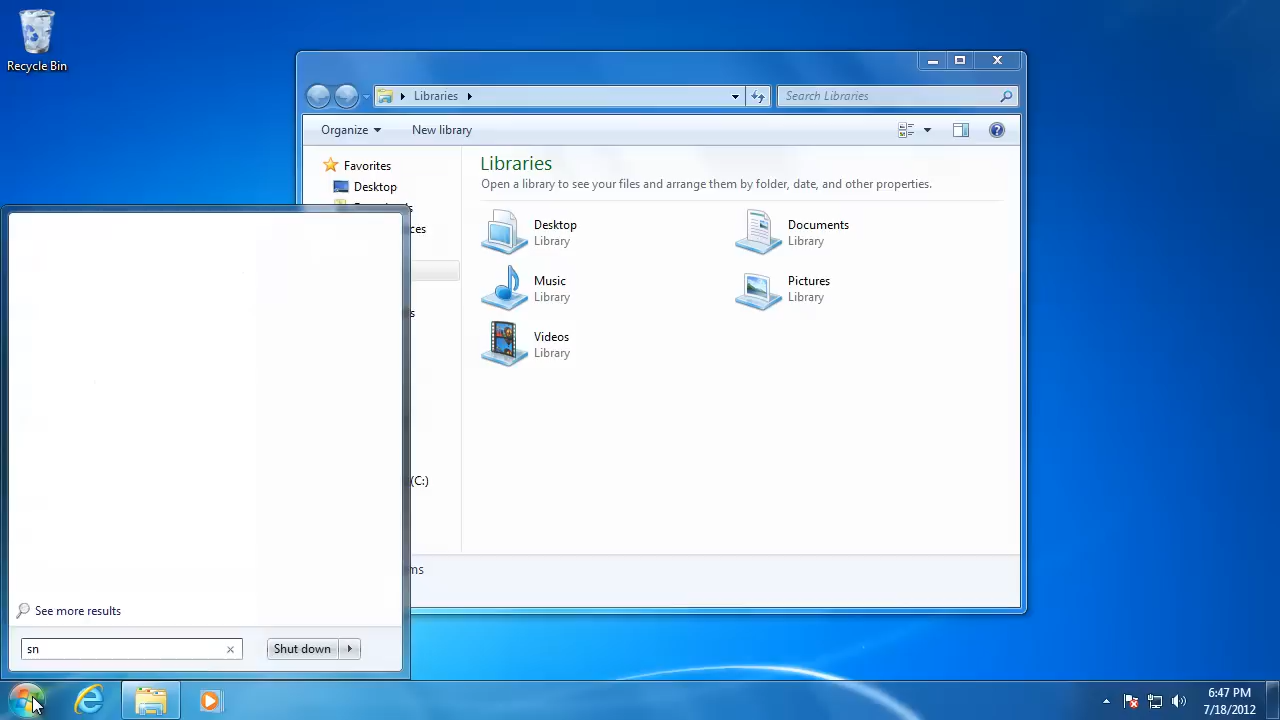 Recycle Bin
Libraries
Search Libraries
Organize
New library
Favorites
Desktop
Libraries
Open a library to see your files and arrange them by folder, date, and other properties.
Desktop
Library
Documents
Library
Music
Library
Pictures
Library
Videos
Library
(C:)
See more results
sn
Shut down
6:47 PM
7/18/2012